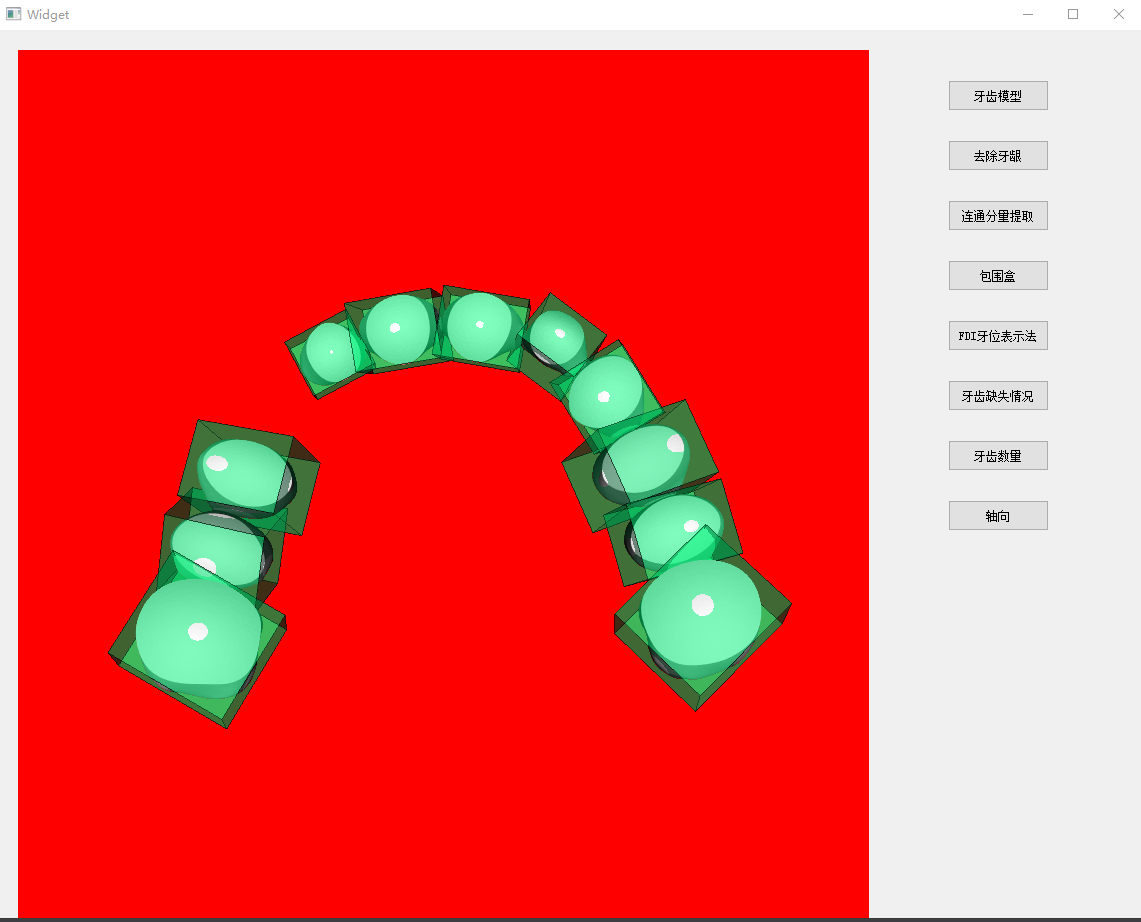 Widget
牙齿模型
去除牙龈
连通分量提取
包围盒
FDI牙位表示法
牙齿缺失情况
牙齿数量
轴向